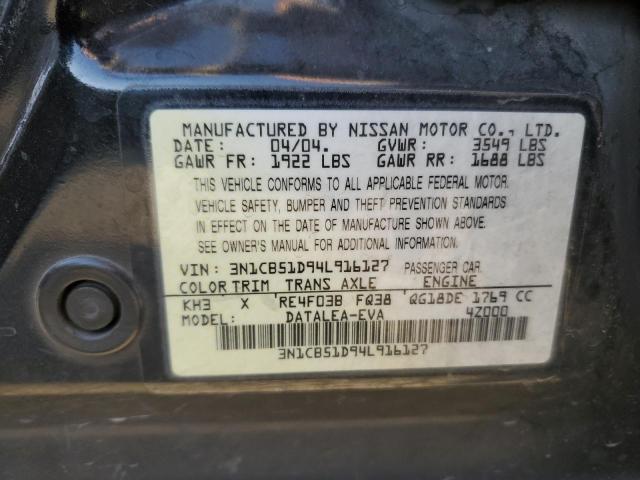 MANUFACTURED BY NISSAN MOTOR CO., LTD.
DATE: 04/04. GVWR: 3549 LBS
GAWR FR: 1922 LBS GAWR RR: 1688 LBS
THIS VEHICLE CONFORMS TO ALL APPLICABLE FEDERAL MOTOR.
VEHICLE SAFETY, BUMPER AND THEFT PREVENTION STANDARDS
IN EFFECT ON THE DATE OF MANUFACTURE SHOWN ABOVE.
SEE OWNER'S MANUAL FOR ADDITIONAL INFORMATION
VIN: 3N1CB51D94L916127 PASSENGER CAR.
COLOR TRIM TRANS AXLE ENGINE
KH3 X RE4F03B FQ38 QG18DE 1769 CC
MODEL: DATALEA-EVA 4Z000
3N1CB51D94L916127